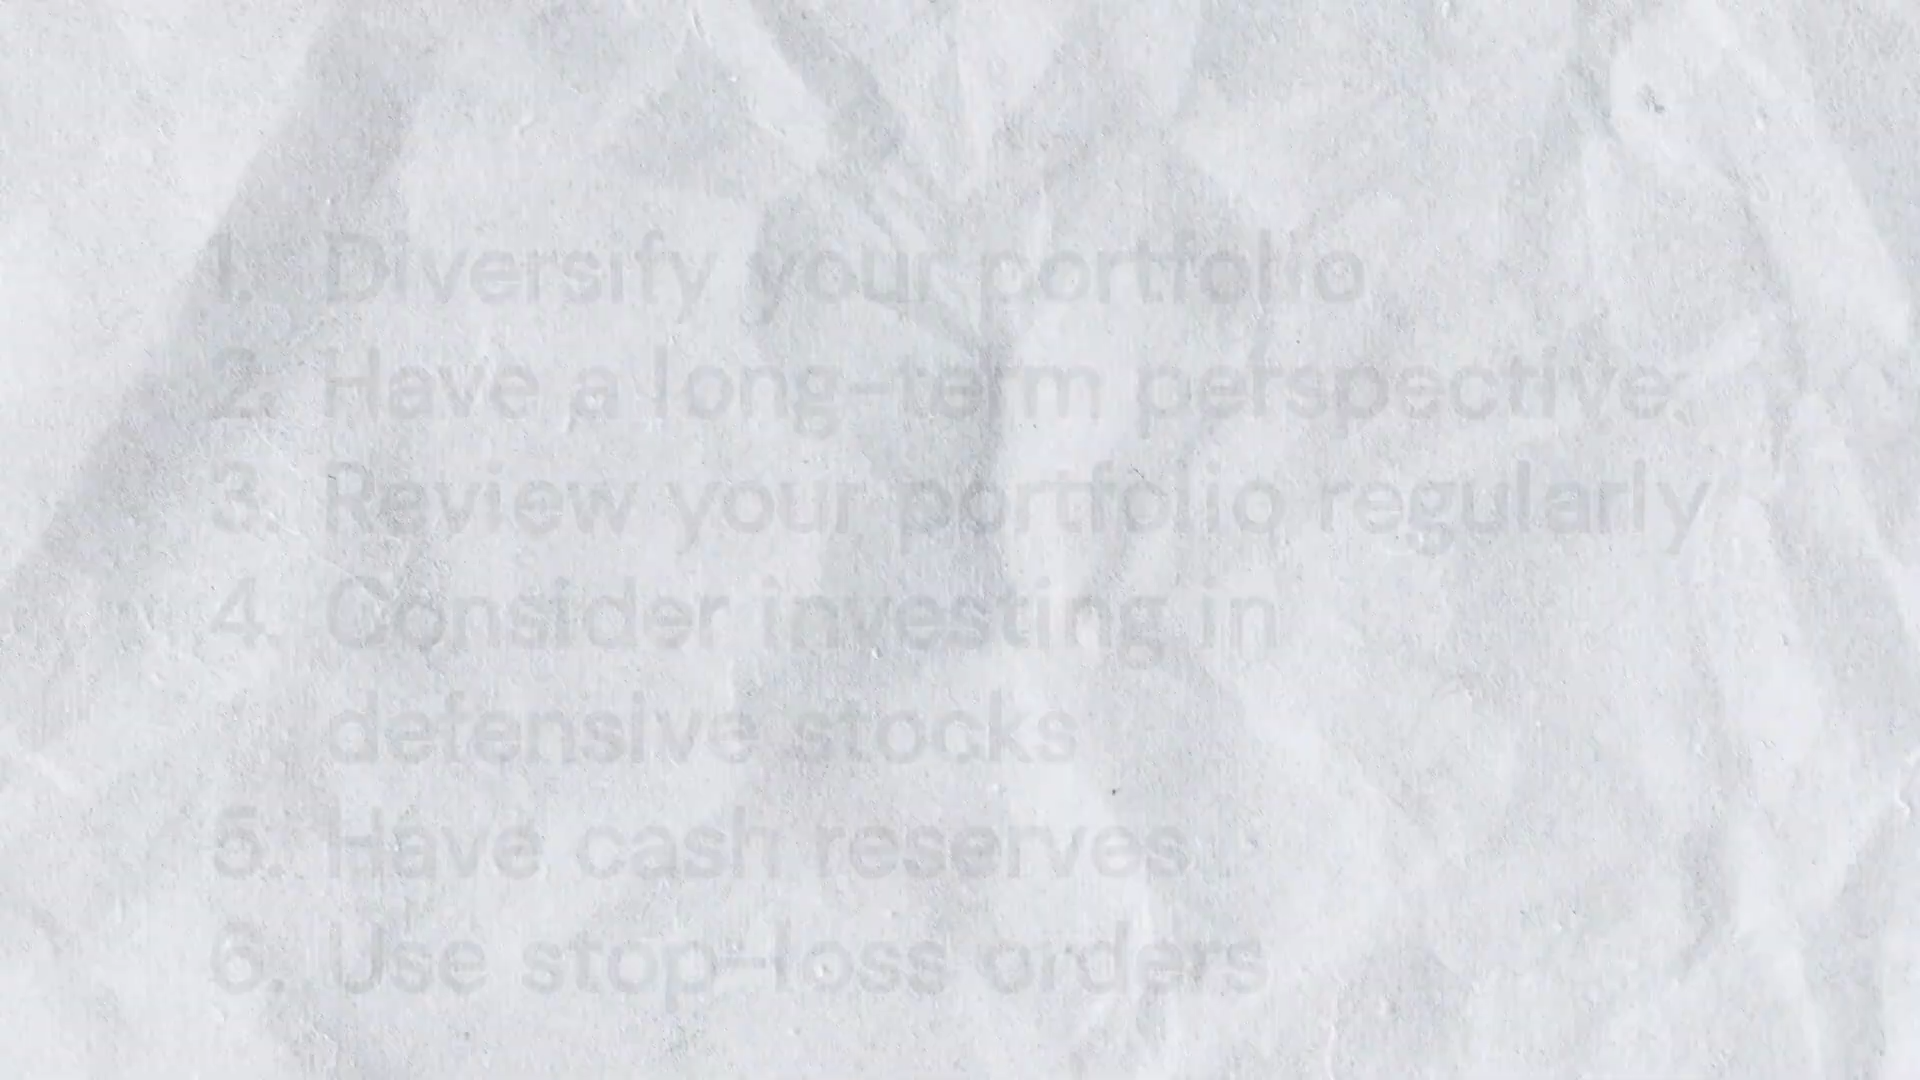 1. Diversify your portfolio
2. Have a long-term perspective
3. Review your portfolio regularly
4. Consider investing in
defensive stocks
5. Have cash reserves
6. Use stop-loss orders